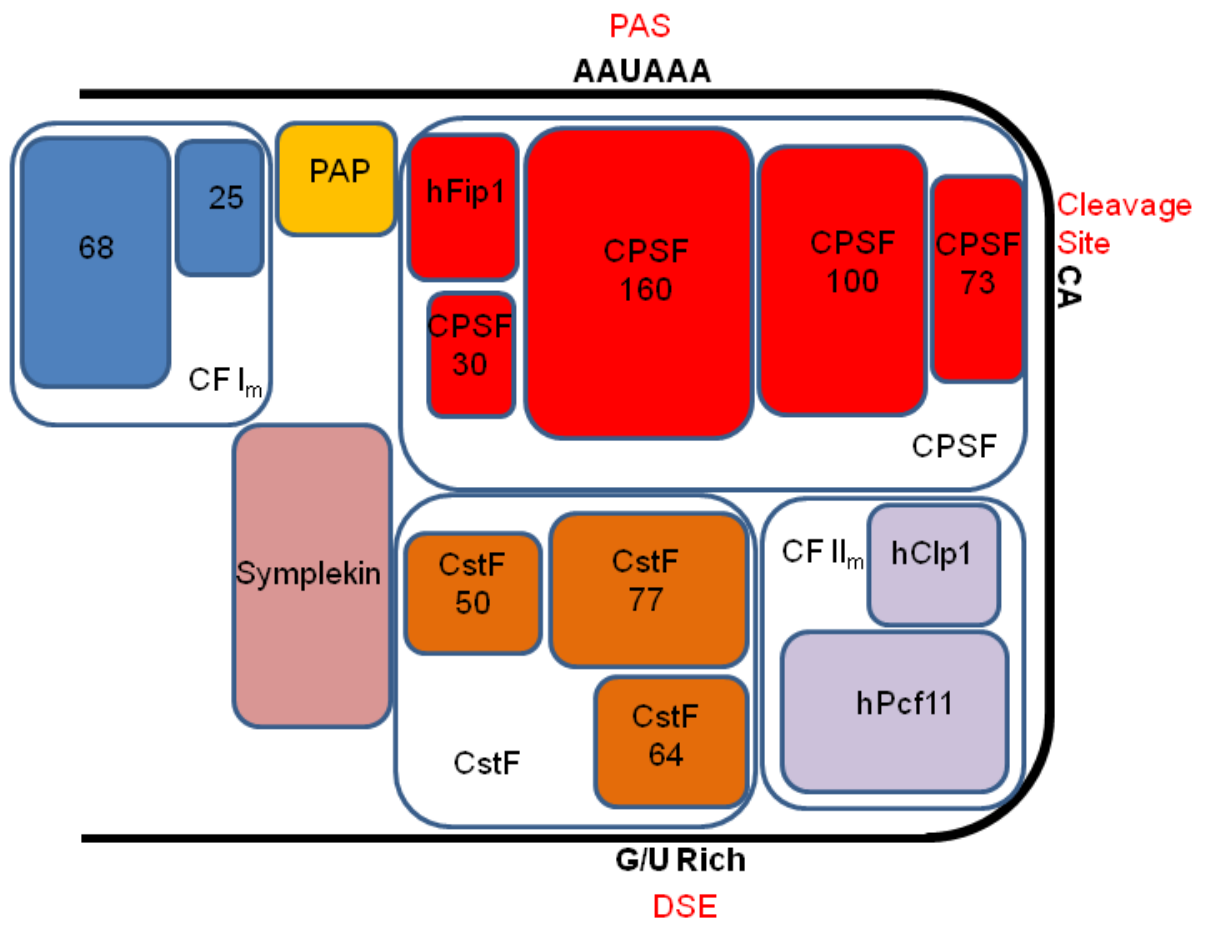 PAS
AAUAAA
68
25
CF Im
PAP
hFip1
CPSF
30
CPSF
160
CPSF
100
CPSF
73
CPSF
Cleavage
Site
CA
Symplekin
CstF
50
CstF
77
CstF
64
CstF
CF IIm
hClp1
hPcf11
G/U Rich
DSE